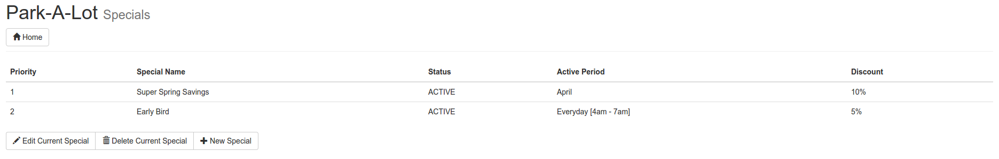 Park-A-Lot Specials
Home
Priority Special Name Status Active Period Discount
1 Super Spring Savings ACTIVE April 10%
2 Early Bird ACTIVE Everyday [4am - 7am] 5%
Edit Current Special Delete Current Special New Special